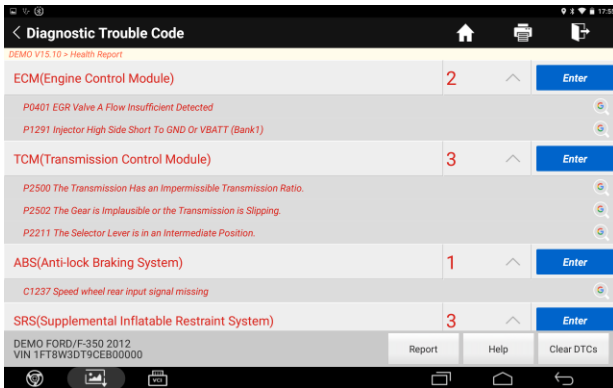 17:55
< Diagnostic Trouble Code
DEMO V15.10 > Health Report
ECM(Engine Control Module) 2 Enter
P0401 EGR Valve A Flow Insufficient Detected
P1291 Injector High Side Short To GND Or VBATT (Bank1)
TCM(Transmission Control Module) 3 Enter
P2500 The Transmission Has an Impermissible Transmission Ratio.
P2502 The Gear is Implausible or the Transmission is Slipping.
P2211 The Selector Lever is in an Intermediate Position.
ABS(Anti-lock Braking System) 1 Enter
C1237 Speed wheel rear input signal missing
SRS(Supplemental Inflatable Restraint System) 3 Enter
DEMO FORD/F-350 2012
VIN 1FT8W3DT9CEB00000
Report Help Clear DTCs
VCI